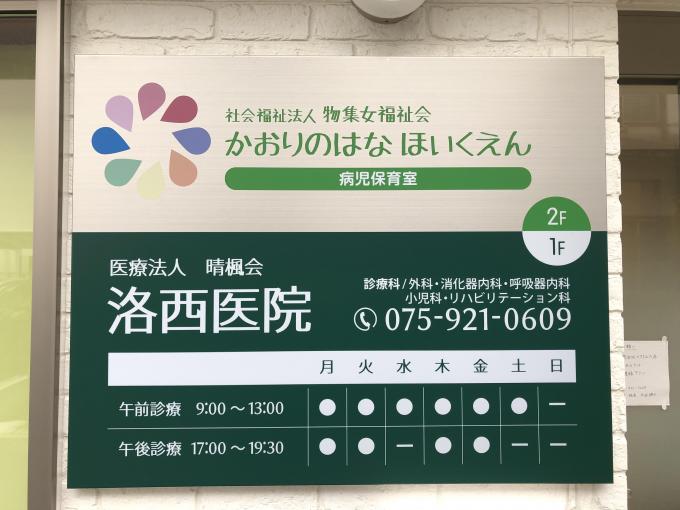 社会福祉法人 物集女福祉会
かおりのはな ほいくえん
病児保育室
2F
1F
医療法人 晴楓会
洛西医院
診療科/外科・消化器内科・呼吸器内科
小児科・リハビリテーション科
075-921-0609
月 火 水 木 金 土 日
午前診療 9:00～13:00 ● ● ● ● ● ● ー
午後診療 17:00～19:30 ● ● ー ● ● ー ー